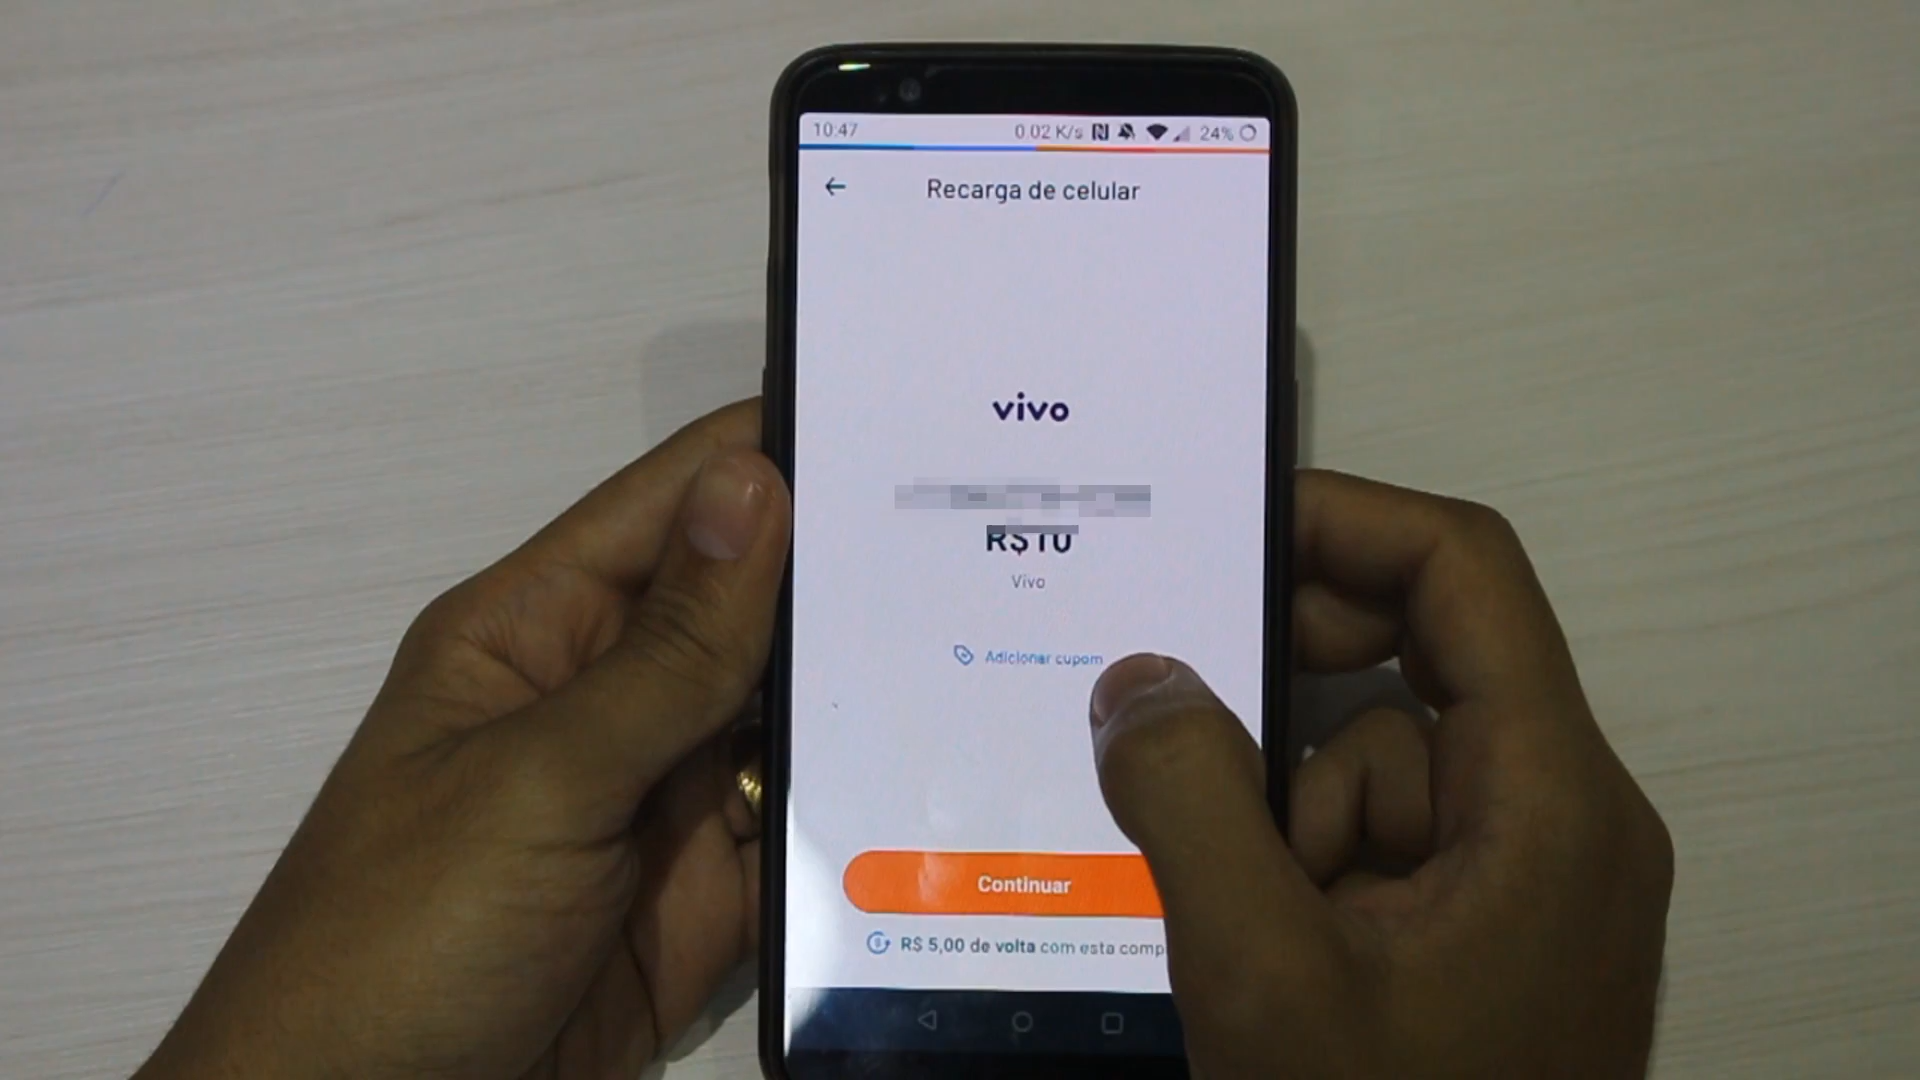 10:47 0.02 K/s 24%
Recarga de celular
vivo
R$10
Vivo
Adicionar cupom
Continuar
R$ 5,00 de volta com esta